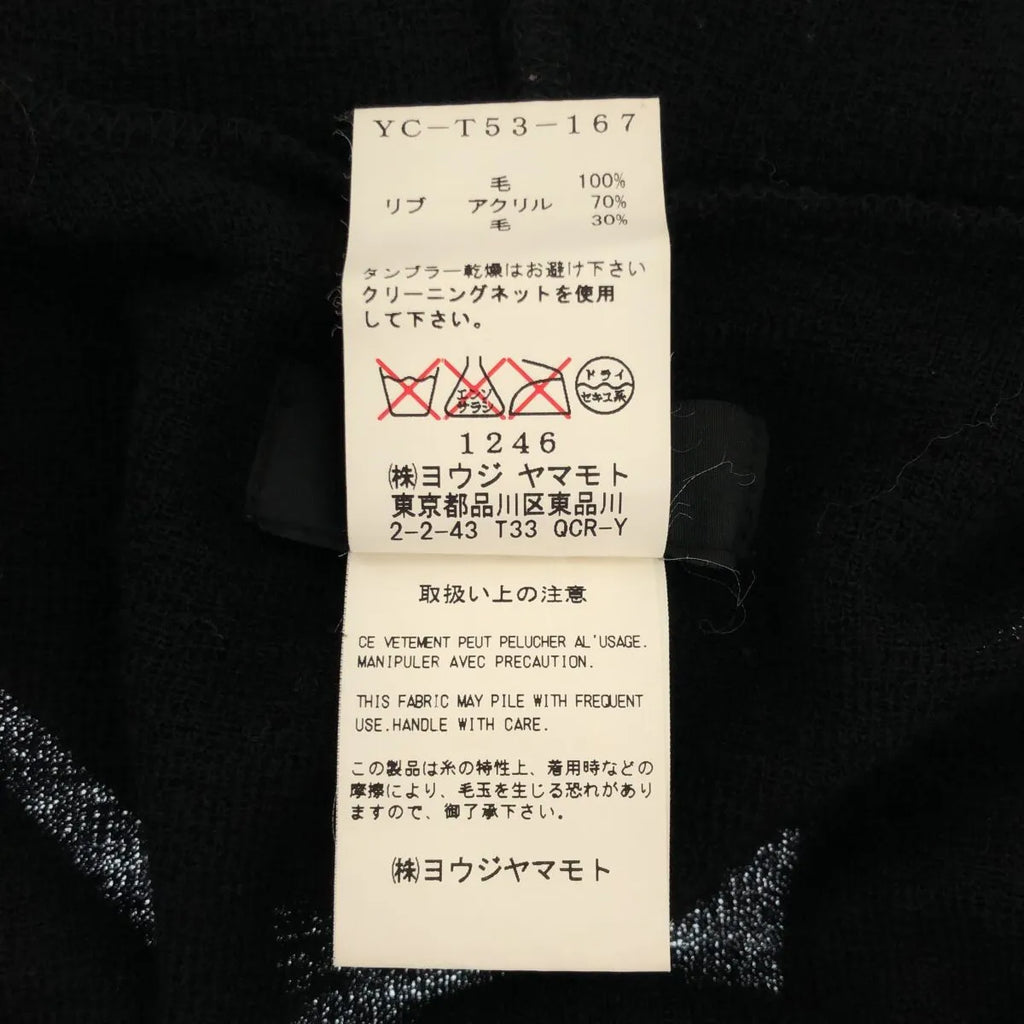 YC-T53-167
毛 100%
リブ アクリル 70%
毛 30%
タンブラー乾燥はお避け下さい
クリーニングネットを使用
して下さい。
エンソ
サラシ
ドライ
セキユ系
1246
㈱ヨウジ ヤマモト
東京都品川区東品川
2-2-43 T33 QCR-Y
取扱い上の注意
CE VETEMENT PEUT PELUCHER AL'USAGE.
MANIPULER AVEC PRECAUTION.
THIS FABRIC MAY PILE WITH FREQUENT
USE.HANDLE WITH CARE.
この製品は糸の特性上、着用時などの
摩擦により、毛玉を生じる恐れがあり
ますので、御了承下さい。
㈱ヨウジヤマモト